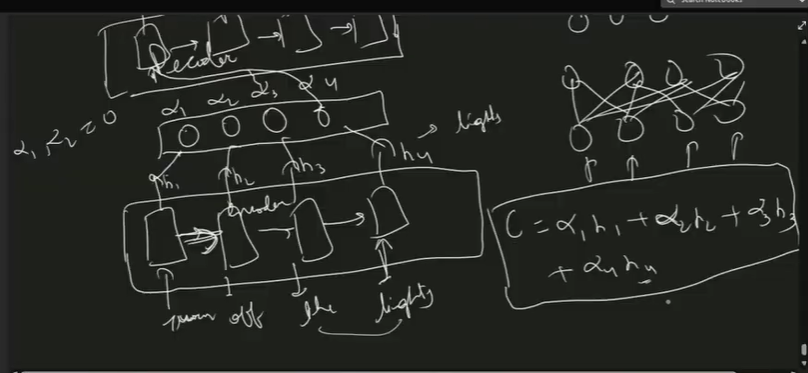 Decoder
α₁ α₂ α₃ α₄
α₁, α₂ = 0
→ lights
h₁ h₂ h₃ h₄
Encoder
C = α₁h₁ + α₂h₂ + α₃h₃
+ α₄h₄
turn off the lights